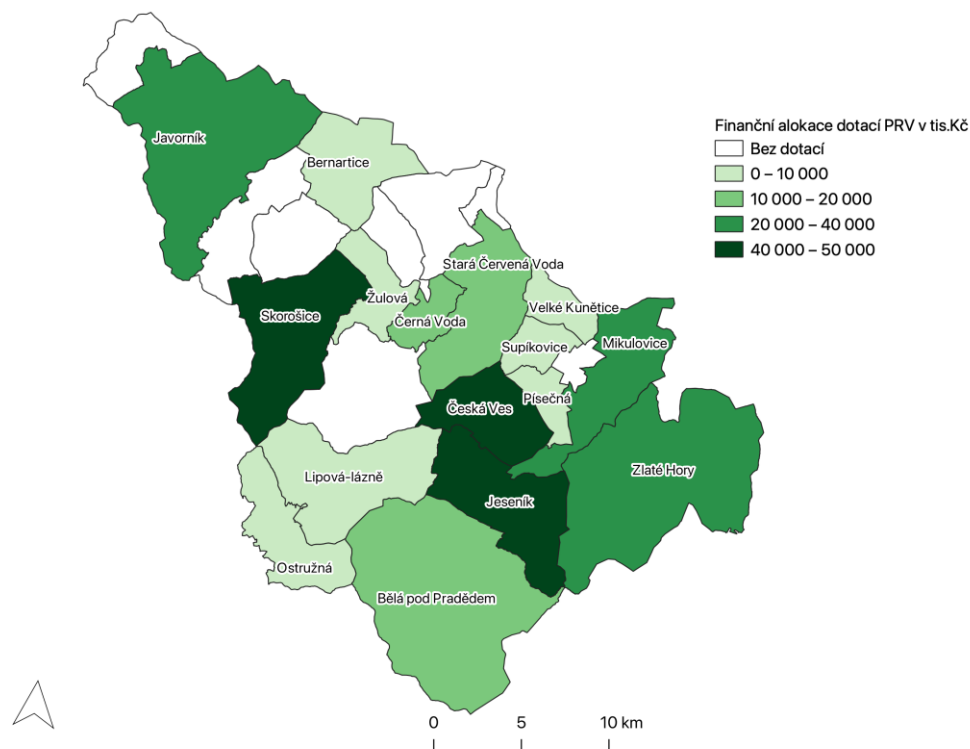 Finanční alokace dotací PRV v tis.Kč
Bez dotací
0 – 10 000
10 000 – 20 000
20 000 – 40 000
40 000 – 50 000
Javorník
Bernartice
Stará Červená Voda
Žulová
Velké Kunětice
Skorošice
Černá Voda
Supíkovice
Mikulovice
Písečná
Česká Ves
Zlaté Hory
Lipová-lázně
Jeseník
Ostružná
Bělá pod Pradědem
0 5 10 km